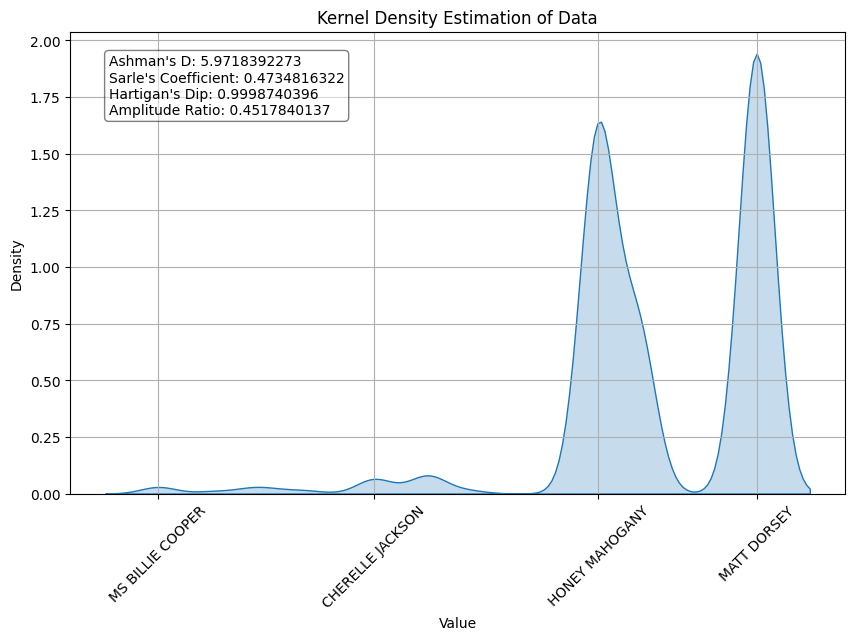 Kernel Density Estimation of Data
Ashman's D: 5.9718392273
Sarle's Coefficient: 0.4734816322
Hartigan's Dip: 0.9998740396
Amplitude Ratio: 0.4517840137
Density
2.00
1.75
1.50
1.25
1.00
0.75
0.50
0.25
0.00
MS BILLIE COOPER
CHERELLE JACKSON
HONEY MAHOGANY
MATT DORSEY
Value